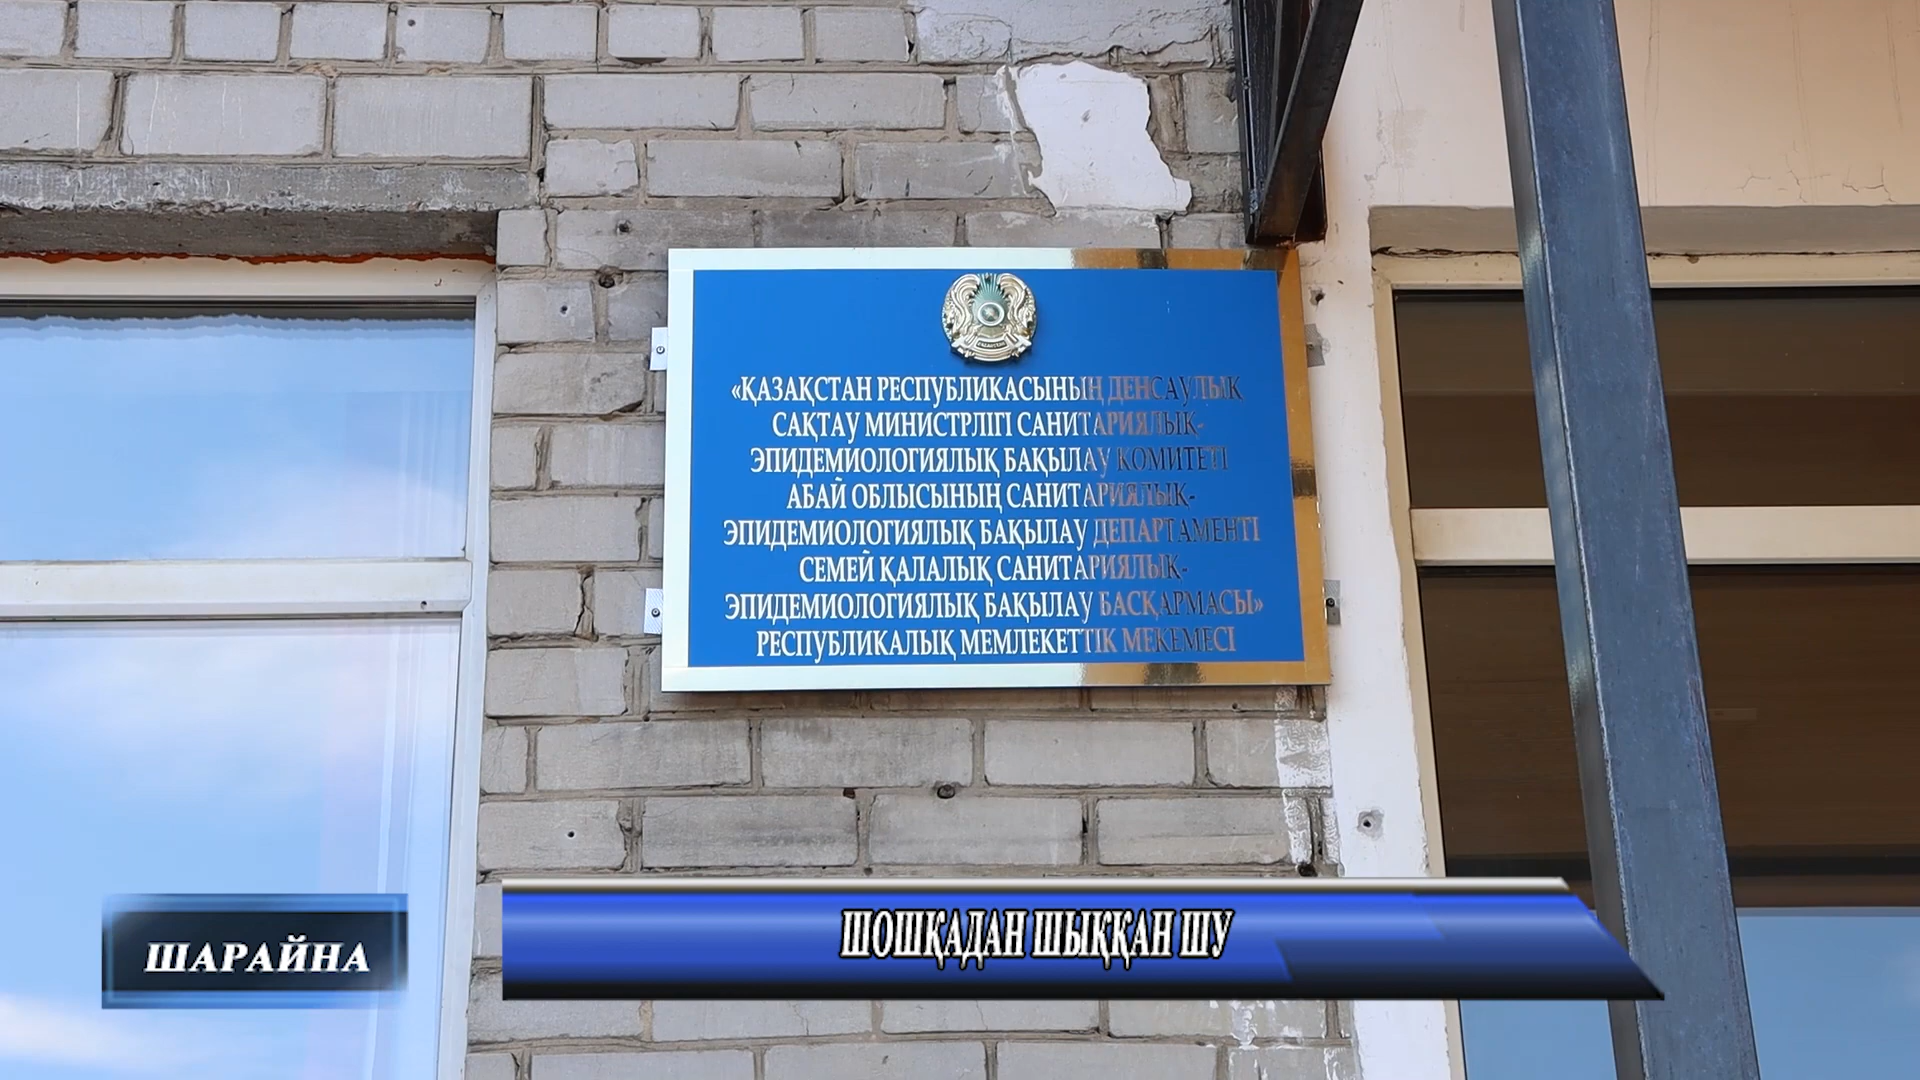 «ҚАЗАҚСТАН РЕСПУБЛИКАСЫНЫҢ ДЕНСАУЛЫҚ
САҚТАУ МИНИСТРЛІГІ САНИТАРИЯЛЫҚ-
ЭПИДЕМИОЛОГИЯЛЫҚ БАҚЫЛАУ КОМИТЕТІ
АБАЙ ОБЛЫСЫНЫҢ САНИТАРИЯЛЫҚ-
ЭПИДЕМИОЛОГИЯЛЫҚ БАҚЫЛАУ ДЕПАРТАМЕНТІ
СЕМЕЙ ҚАЛАЛЫҚ САНИТАРИЯЛЫҚ-
ЭПИДЕМИОЛОГИЯЛЫҚ БАҚЫЛАУ БАСҚАРМАСЫ»
РЕСПУБЛИКАЛЫҚ МЕМЛЕКЕТТІК МЕКЕМЕСІ
ШАРАЙНА
ШОШҚАДАН ШЫҚҚАН ШУ